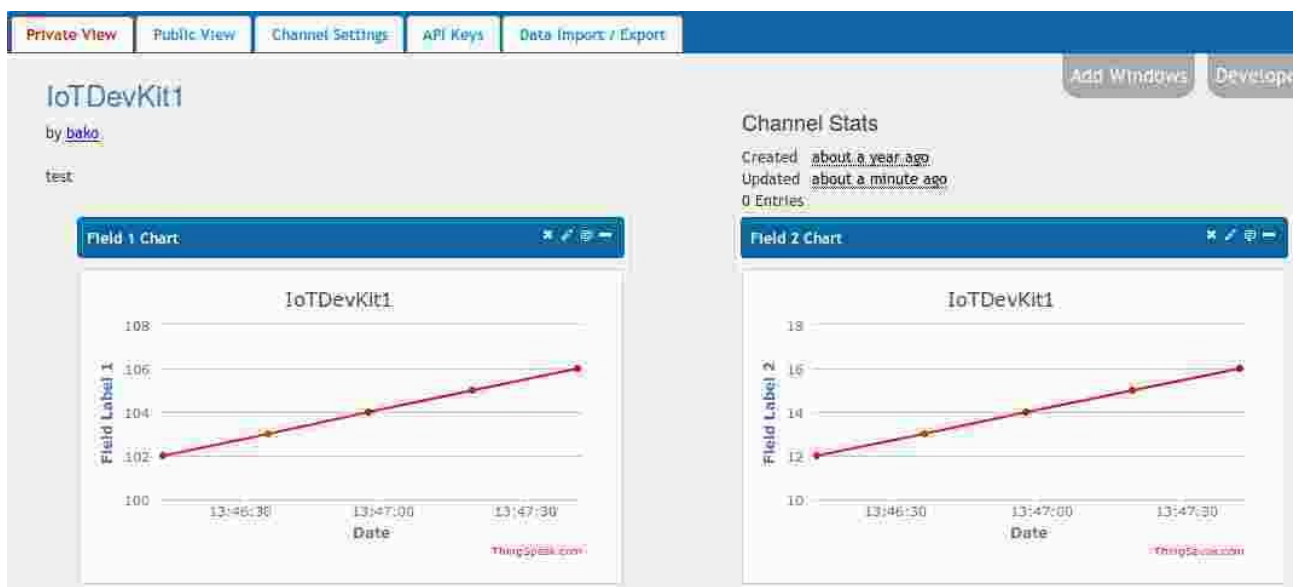 Private View Public View Channel Settings API Keys Data Import / Export
Add Windows Develope
IoTDevKit1
by bako
test
Channel Stats
Created about a year ago
Updated about a minute ago
0 Entries
Field 1 Chart
IoTDevKit1
108
106
104
102
100
Field Label 1
13:46:30 13:47:00 13:47:30
Date
ThingSpeak.com
Field 2 Chart
IoTDevKit1
18
16
14
12
10
Field Label 2
13:46:30 13:47:00 13:47:30
Date
ThingSpeak.com